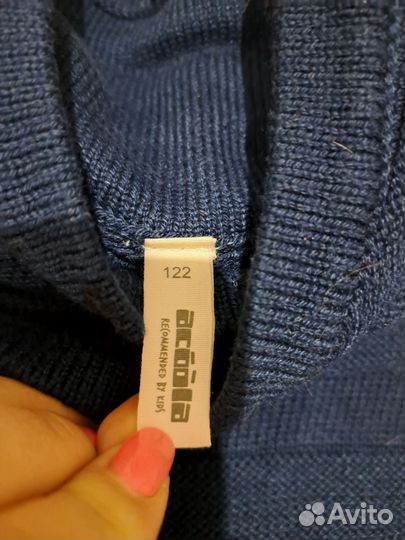 122
acoola
RECOMMENDED BY KIDS
Avito